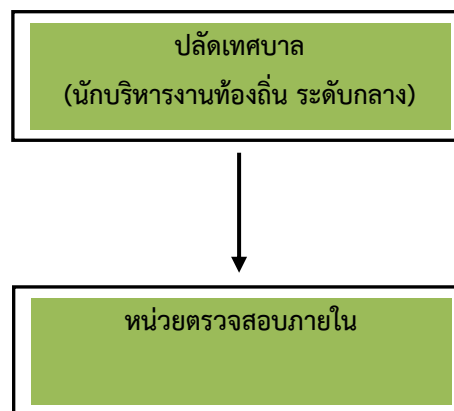 ปลัดเทศบาล
(นักบริหารงานท้องถิ่น ระดับกลาง)
หน่วยตรวจสอบภายใน